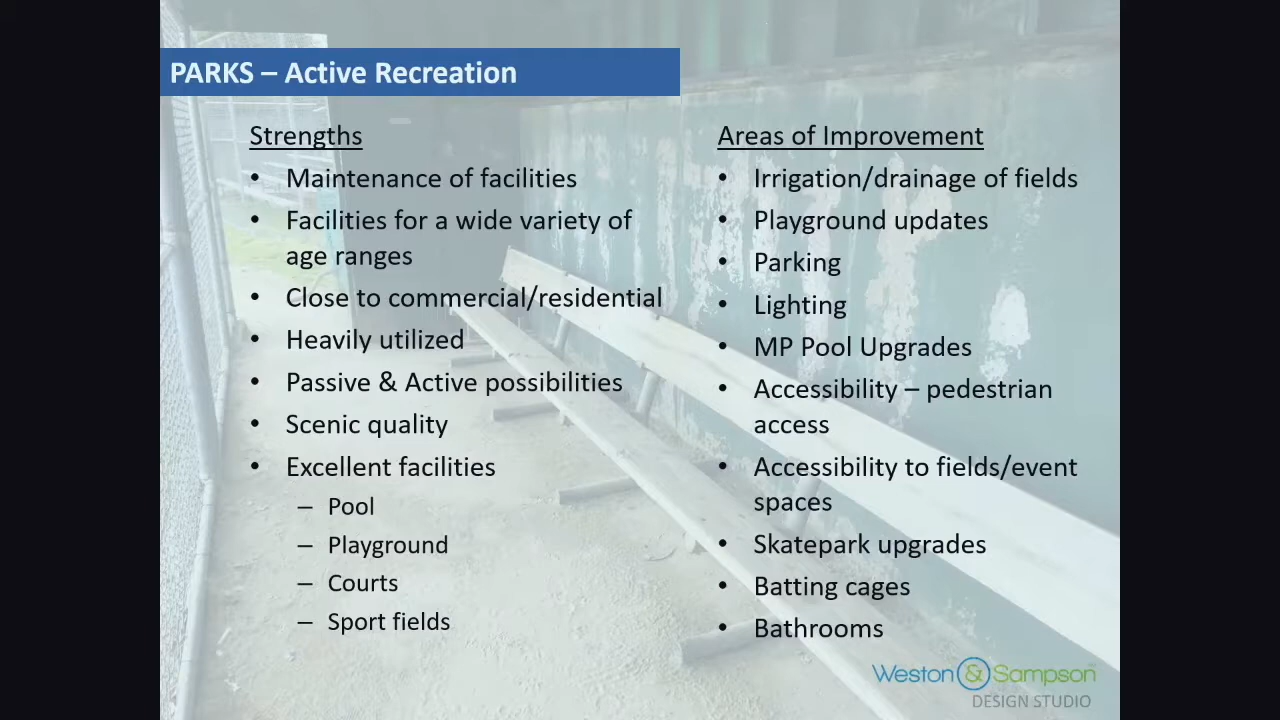 PARKS – Active Recreation
Strengths
• Maintenance of facilities
• Facilities for a wide variety of
age ranges
• Close to commercial/residential
• Heavily utilized
• Passive & Active possibilities
• Scenic quality
• Excellent facilities
– Pool
– Playground
– Courts
– Sport fields
Areas of Improvement
• Irrigation/drainage of fields
• Playground updates
• Parking
• Lighting
• MP Pool Upgrades
• Accessibility – pedestrian
access
• Accessibility to fields/event
spaces
• Skatepark upgrades
• Batting cages
• Bathrooms
Weston & Sampson
DESIGN STUDIO